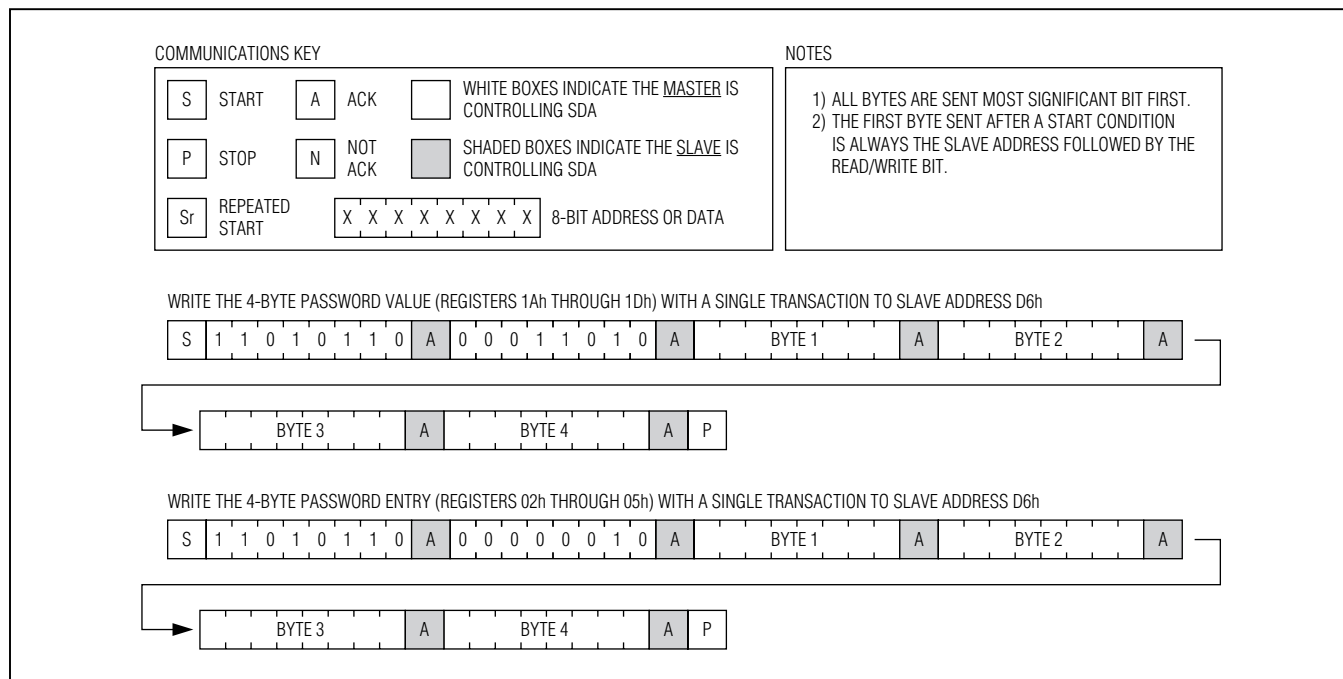 COMMUNICATIONS KEY
S START A ACK WHITE BOXES INDICATE THE MASTER IS
CONTROLLING SDA
P STOP N NOT
ACK SHADED BOXES INDICATE THE SLAVE IS
CONTROLLING SDA
Sr REPEATED
START X X X X X X X X 8-BIT ADDRESS OR DATA
NOTES
1) ALL BYTES ARE SENT MOST SIGNIFICANT BIT FIRST.
2) THE FIRST BYTE SENT AFTER A START CONDITION
IS ALWAYS THE SLAVE ADDRESS FOLLOWED BY THE
READ/WRITE BIT.
WRITE THE 4-BYTE PASSWORD VALUE (REGISTERS 1Ah THROUGH 1Dh) WITH A SINGLE TRANSACTION TO SLAVE ADDRESS D6h
S 1 1 0 1 0 1 1 0 A 0 0 0 1 1 0 1 0 A BYTE 1 A BYTE 2 A
BYTE 3 A BYTE 4 A P
WRITE THE 4-BYTE PASSWORD ENTRY (REGISTERS 02h THROUGH 05h) WITH A SINGLE TRANSACTION TO SLAVE ADDRESS D6h
S 1 1 0 1 0 1 1 0 A 0 0 0 0 0 0 1 0 A BYTE 1 A BYTE 2 A
BYTE 3 A BYTE 4 A P